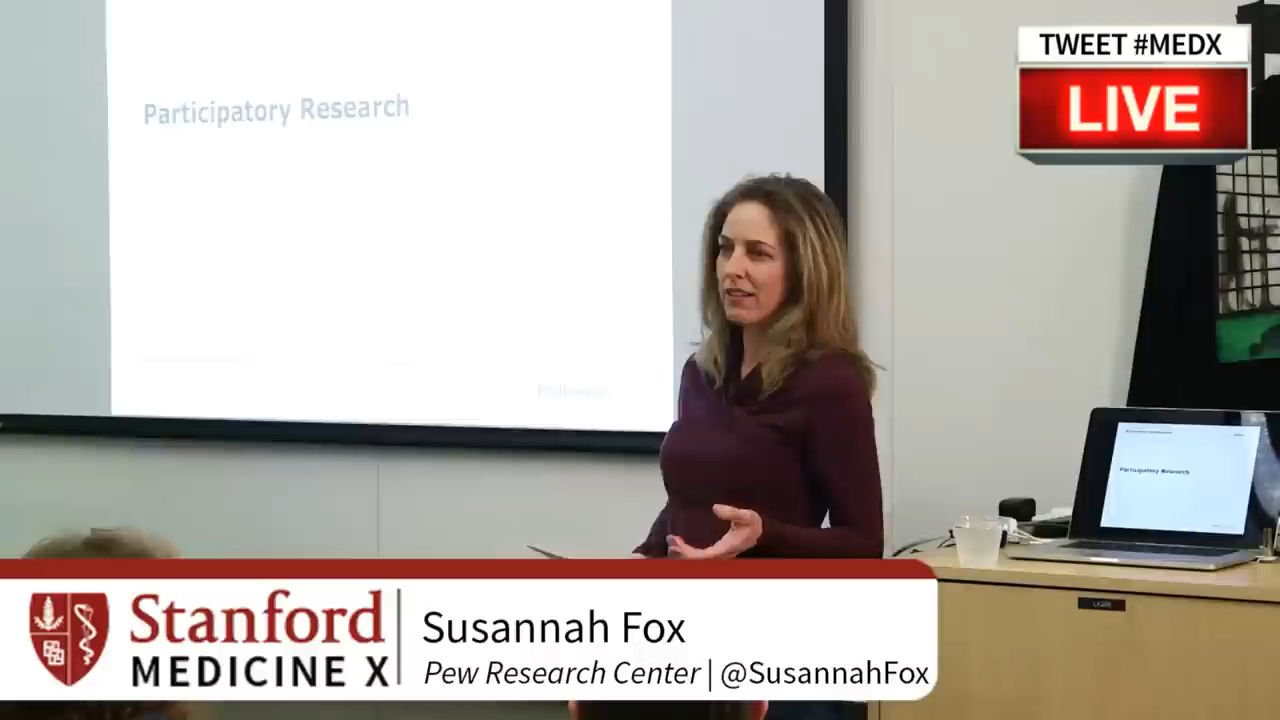 TWEET #MEDX
LIVE
Participatory Research
Participatory Research
Stanford
MEDICINE X
Susannah Fox
Pew Research Center | @SusannahFox